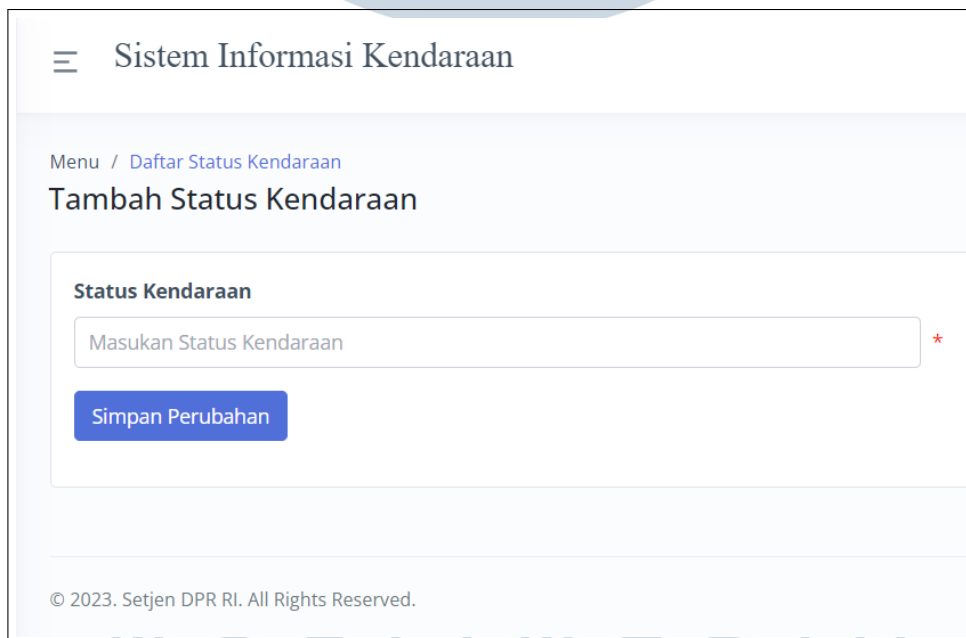 Sistem Informasi Kendaraan
Menu / Daftar Status Kendaraan
Tambah Status Kendaraan
Status Kendaraan
Masukan Status Kendaraan *
Simpan Perubahan
© 2023. Setjen DPR RI. All Rights Reserved.